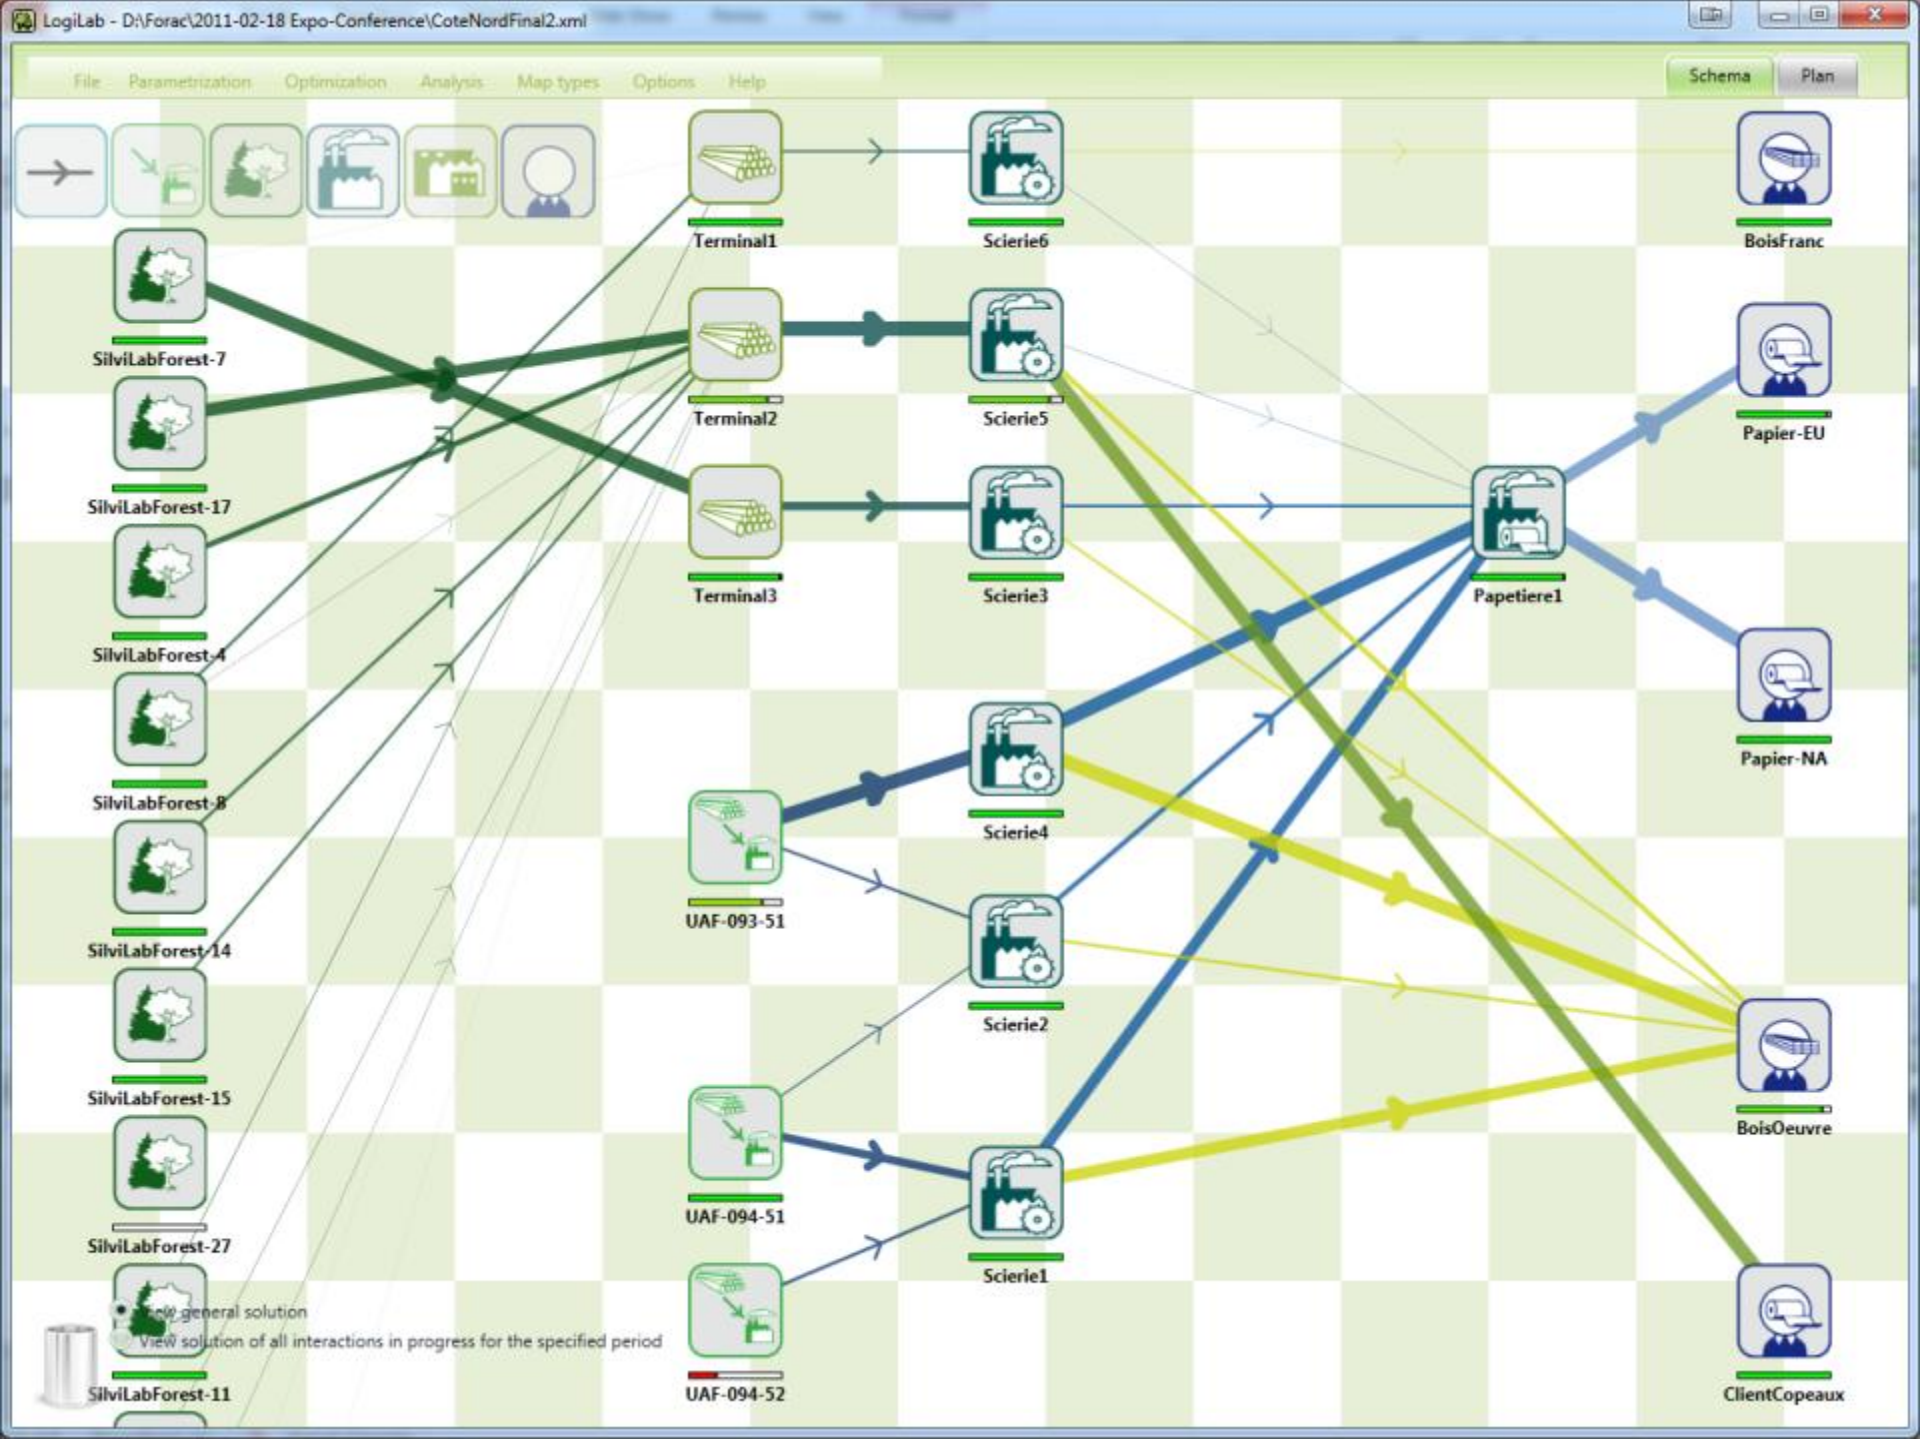 LogiLab - D:\Forac\2011-02-18 Expo-Conference\CoteNordFinal2.xml
File Parametrization Optimization Analysis Map types Options Help
Schema Plan
Terminal1
Scierie6
BoisFranc
SilviLabForest-7
Terminal2
Scierie5
Papier-EU
SilviLabForest-17
Terminal3
Scierie3
Papetiere1
SilviLabForest-4
Papier-NA
SilviLabForest-8
Scierie4
UAF-093-51
SilviLabForest-14
Scierie2
SilviLabForest-15
BoisOeuvre
UAF-094-51
SilviLabForest-27
Scierie1
View general solution
View solution of all interactions in progress for the specified period
SilviLabForest-11
UAF-094-52
ClientCopeaux